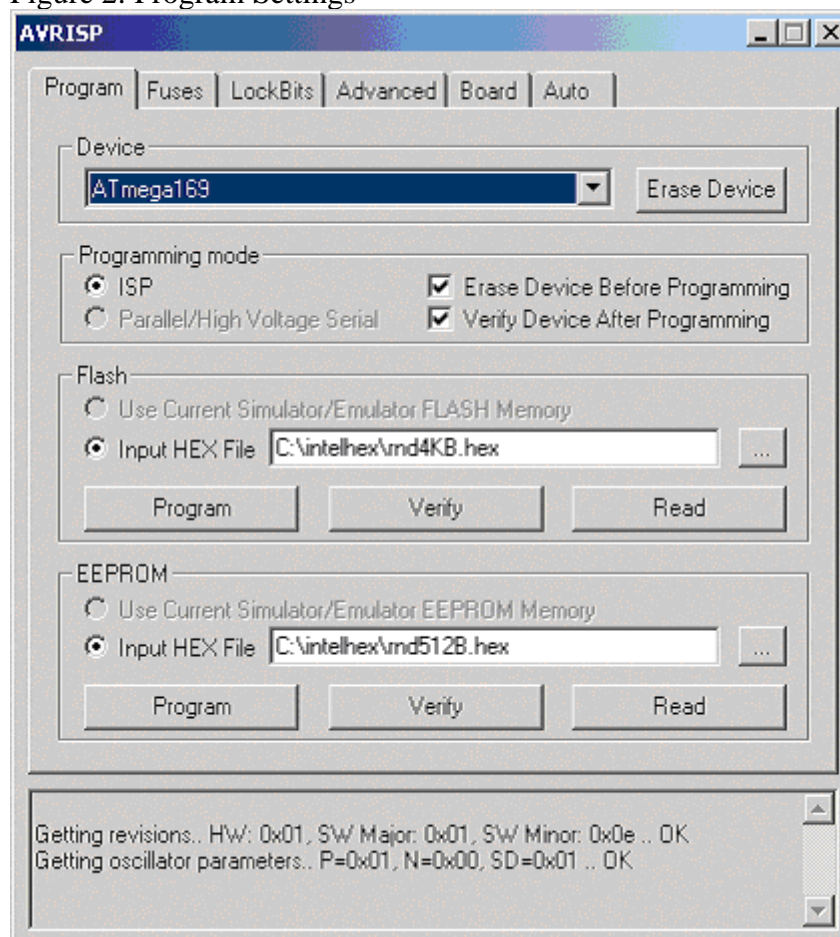 Figure 2. Program Settings
AVRISP
Program Fuses LockBits Advanced Board Auto
Device
ATmega169 Erase Device
Programming mode
ISP Erase Device Before Programming
Parallel/High Voltage Serial Verify Device After Programming
Flash
Use Current Simulator/Emulator FLASH Memory
Input HEX File C:\intelhex\rnd4KB.hex ...
Program Verify Read
EEPROM
Use Current Simulator/Emulator EEPROM Memory
Input HEX File C:\intelhex\rnd512B.hex ...
Program Verify Read
Getting revisions.. HW: 0x01, SW Major: 0x01, SW Minor: 0x0e .. OK
Getting oscillator parameters.. P=0x01, N=0x00, SD=0x01 .. OK